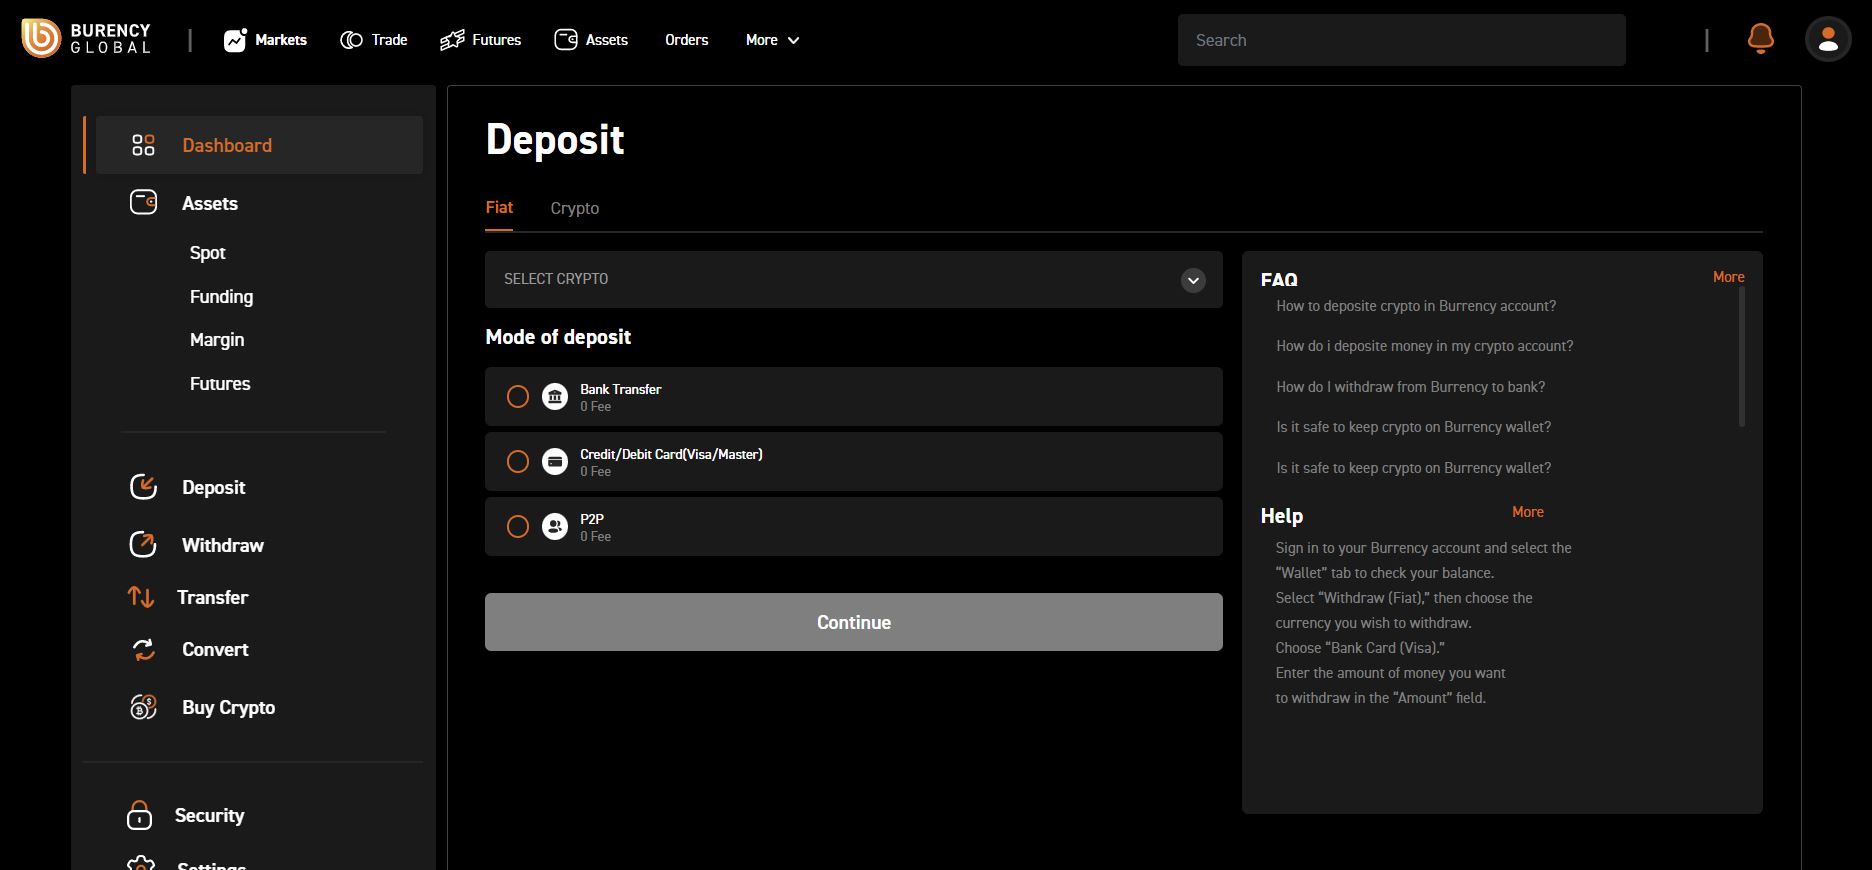 BURENCY
GLOBAL
Markets
Trade
Futures
Assets
Orders
More
Search
Dashboard
Assets
Spot
Funding
Margin
Futures
Deposit
Withdraw
Transfer
Convert
Buy Crypto
Security
Settings
Deposit
Fiat
Crypto
SELECT CRYPTO
Mode of deposit
Bank Transfer
0 Fee
Credit/Debit Card(Visa/Master)
0 Fee
P2P
0 Fee
Continue
FAQ
More
How to deposite crypto in Burrency account?
How do i deposite money in my crypto account?
How do I withdraw from Burrency to bank?
Is it safe to keep crypto on Burrency wallet?
Is it safe to keep crypto on Burrency wallet?
Help
More
Sign in to your Burrency account and select the
“Wallet” tab to check your balance.
Select “Withdraw (Fiat),” then choose the
currency you wish to withdraw.
Choose “Bank Card (Visa).”
Enter the amount of money you want
to withdraw in the “Amount” field.